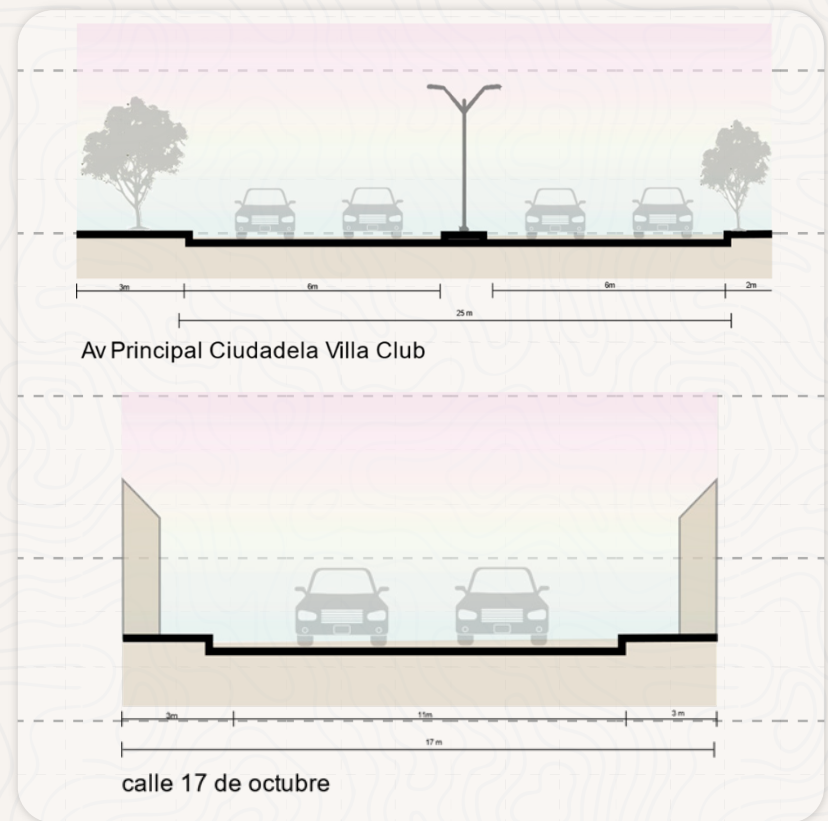 3m 6m 6m 2m
25 m
Av Principal Ciudadela Villa Club
3m 11m 3 m
17 m
calle 17 de octubre